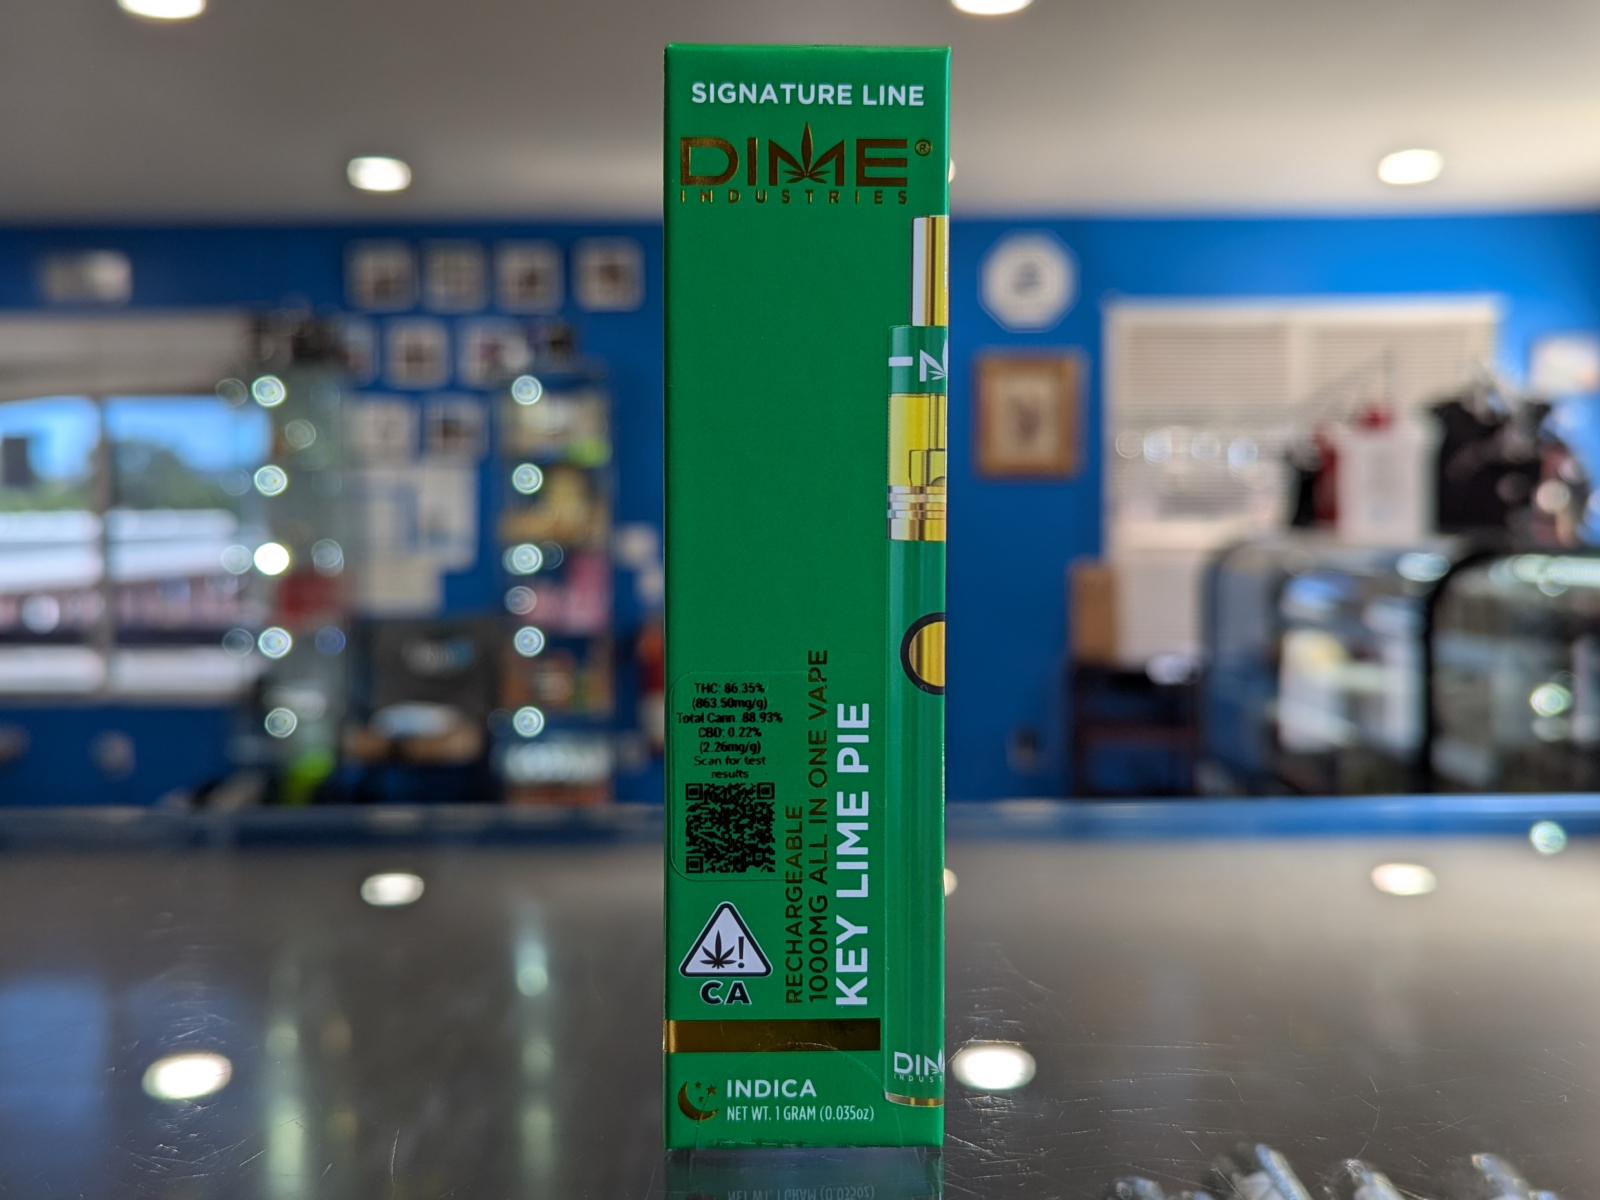 SIGNATURE LINE
DIME®
INDUSTRIES
THC: 86.35%
(863.50mg/g)
Total Cann.:88.93%
CBD: 0.22%
(2.26mg/g)
Scan for test
results
RECHARGEABLE
1000MG ALL IN ONE VAPE
KEY LIME PIE
!
CA
DIM
INDUST
INDICA
NET WT. 1 GRAM (0.035oz)